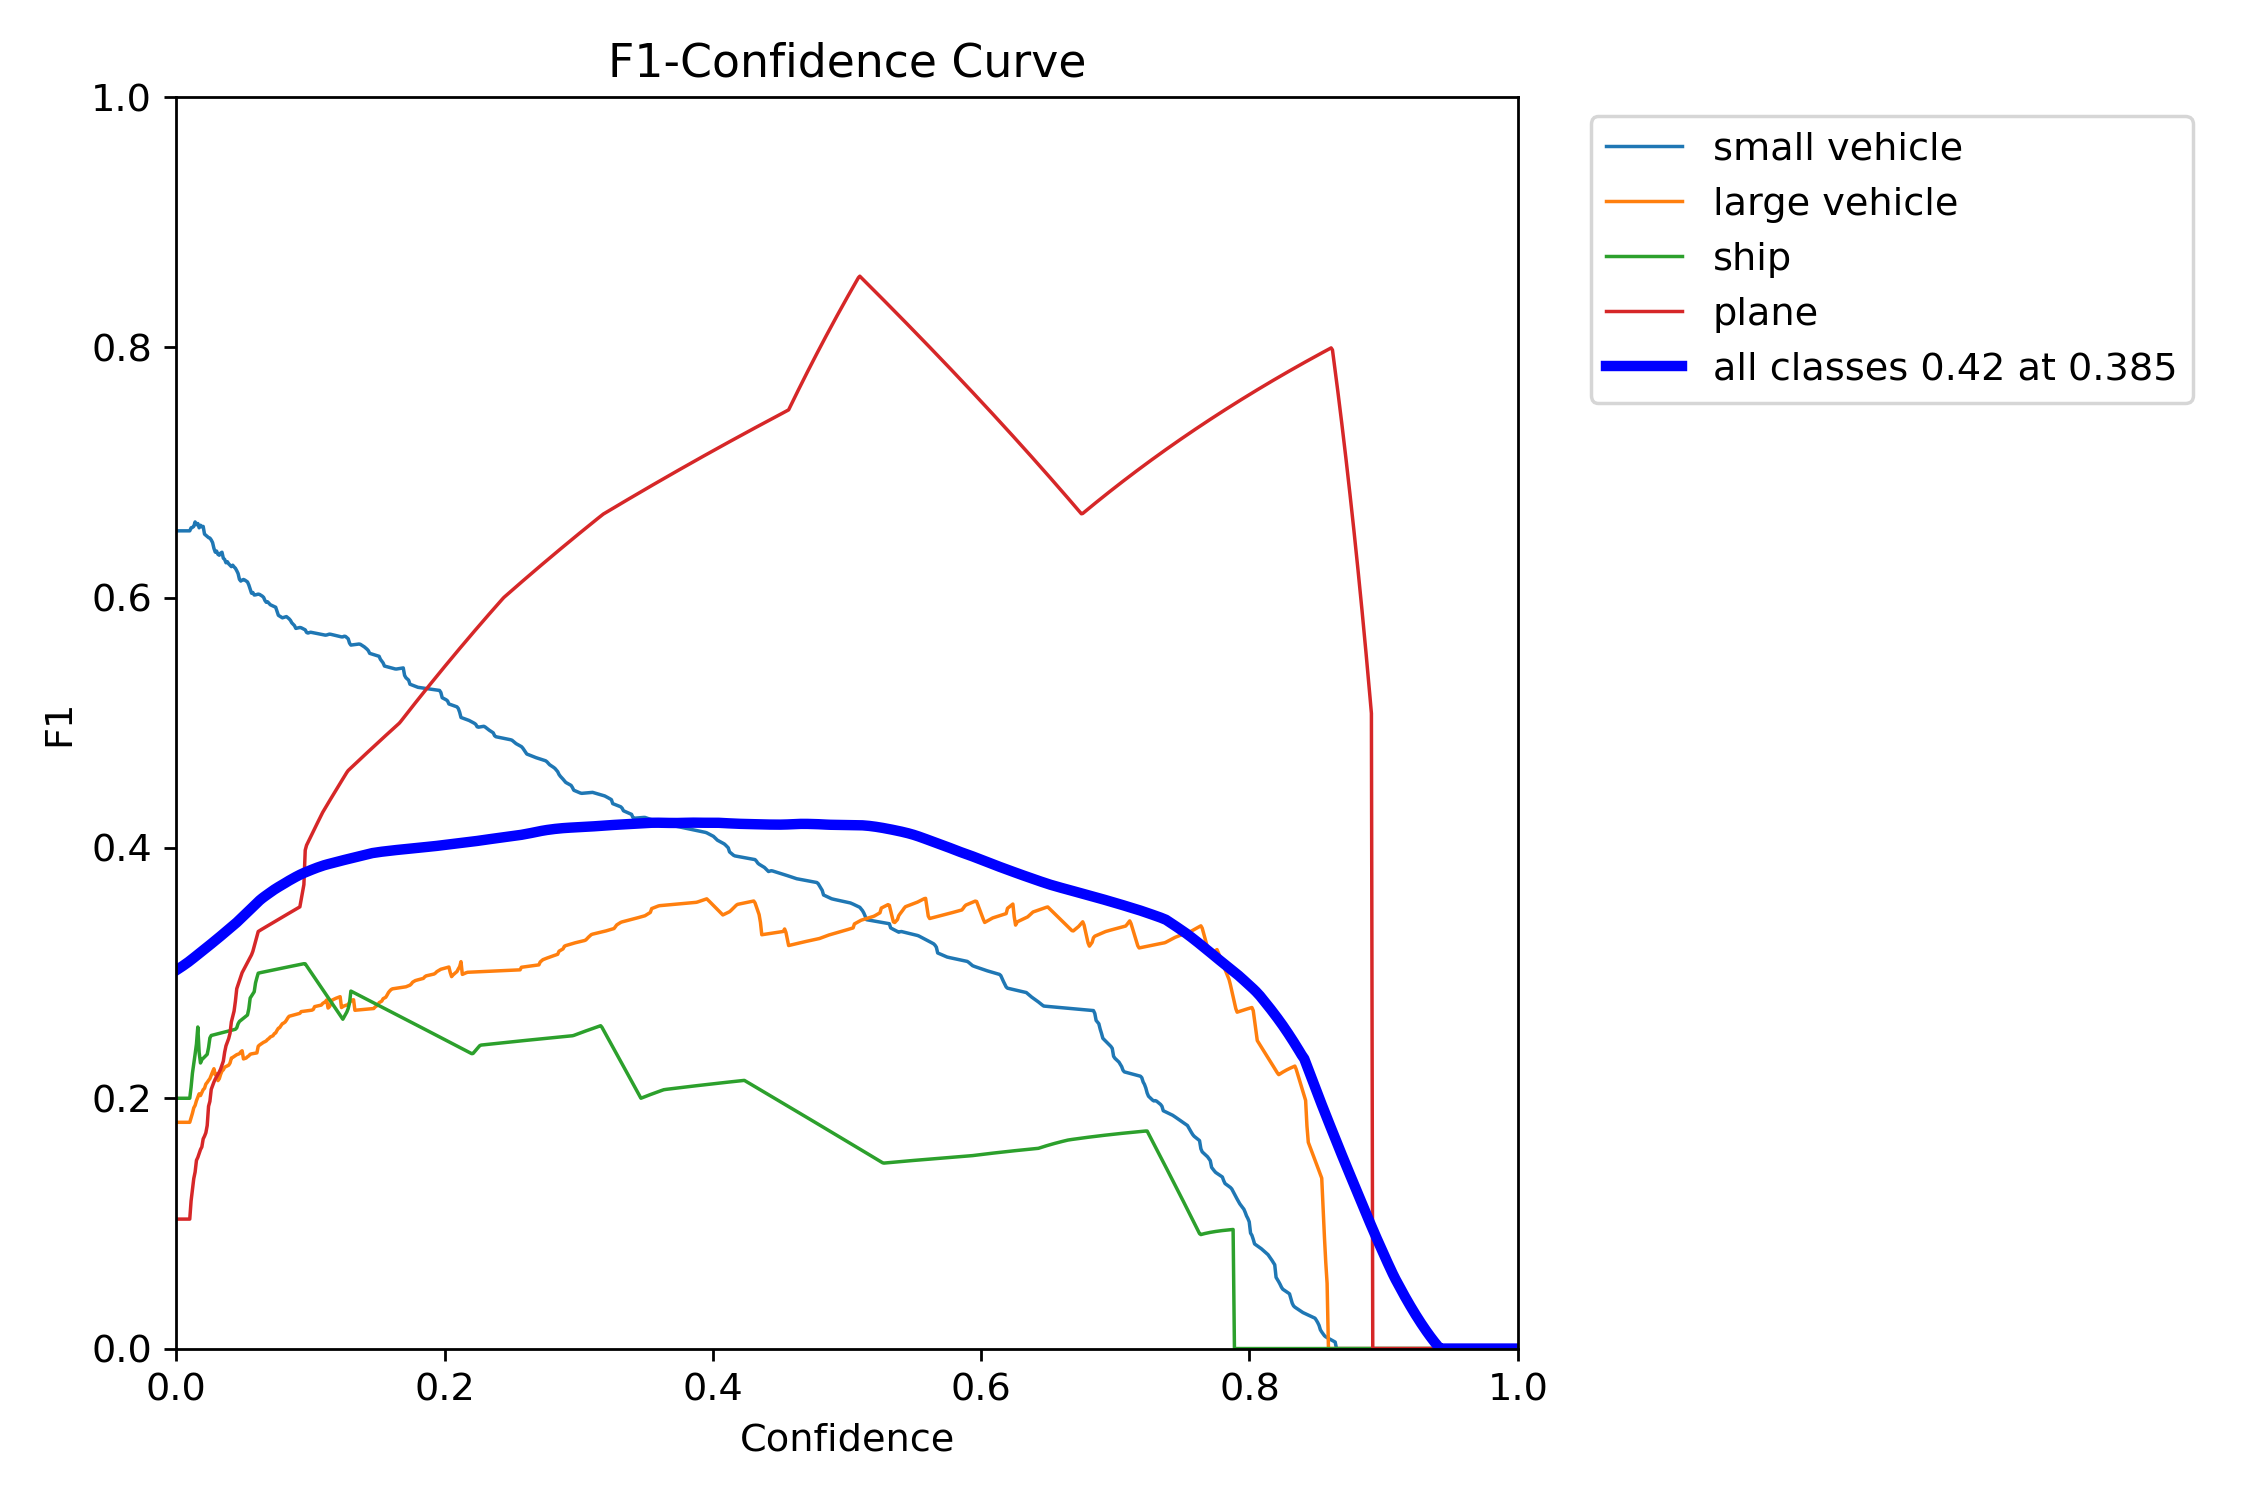 F1-Confidence Curve
1.0
0.8
0.6
0.4
0.2
0.0
F1
0.0 0.2 0.4 0.6 0.8 1.0
Confidence
small vehicle
large vehicle
ship
plane
all classes 0.42 at 0.385